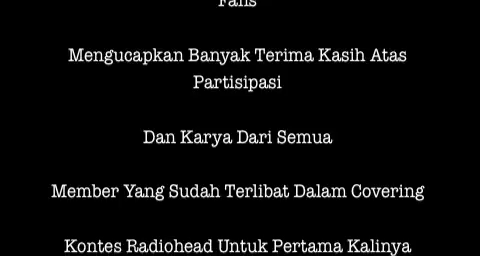 Fans
Mengucapkan Banyak Terima Kasih Atas
Partisipasi
Dan Karya Dari Semua
Member Yang Sudah Terlibat Dalam Covering
Kontes Radiohead Untuk Pertama Kalinya